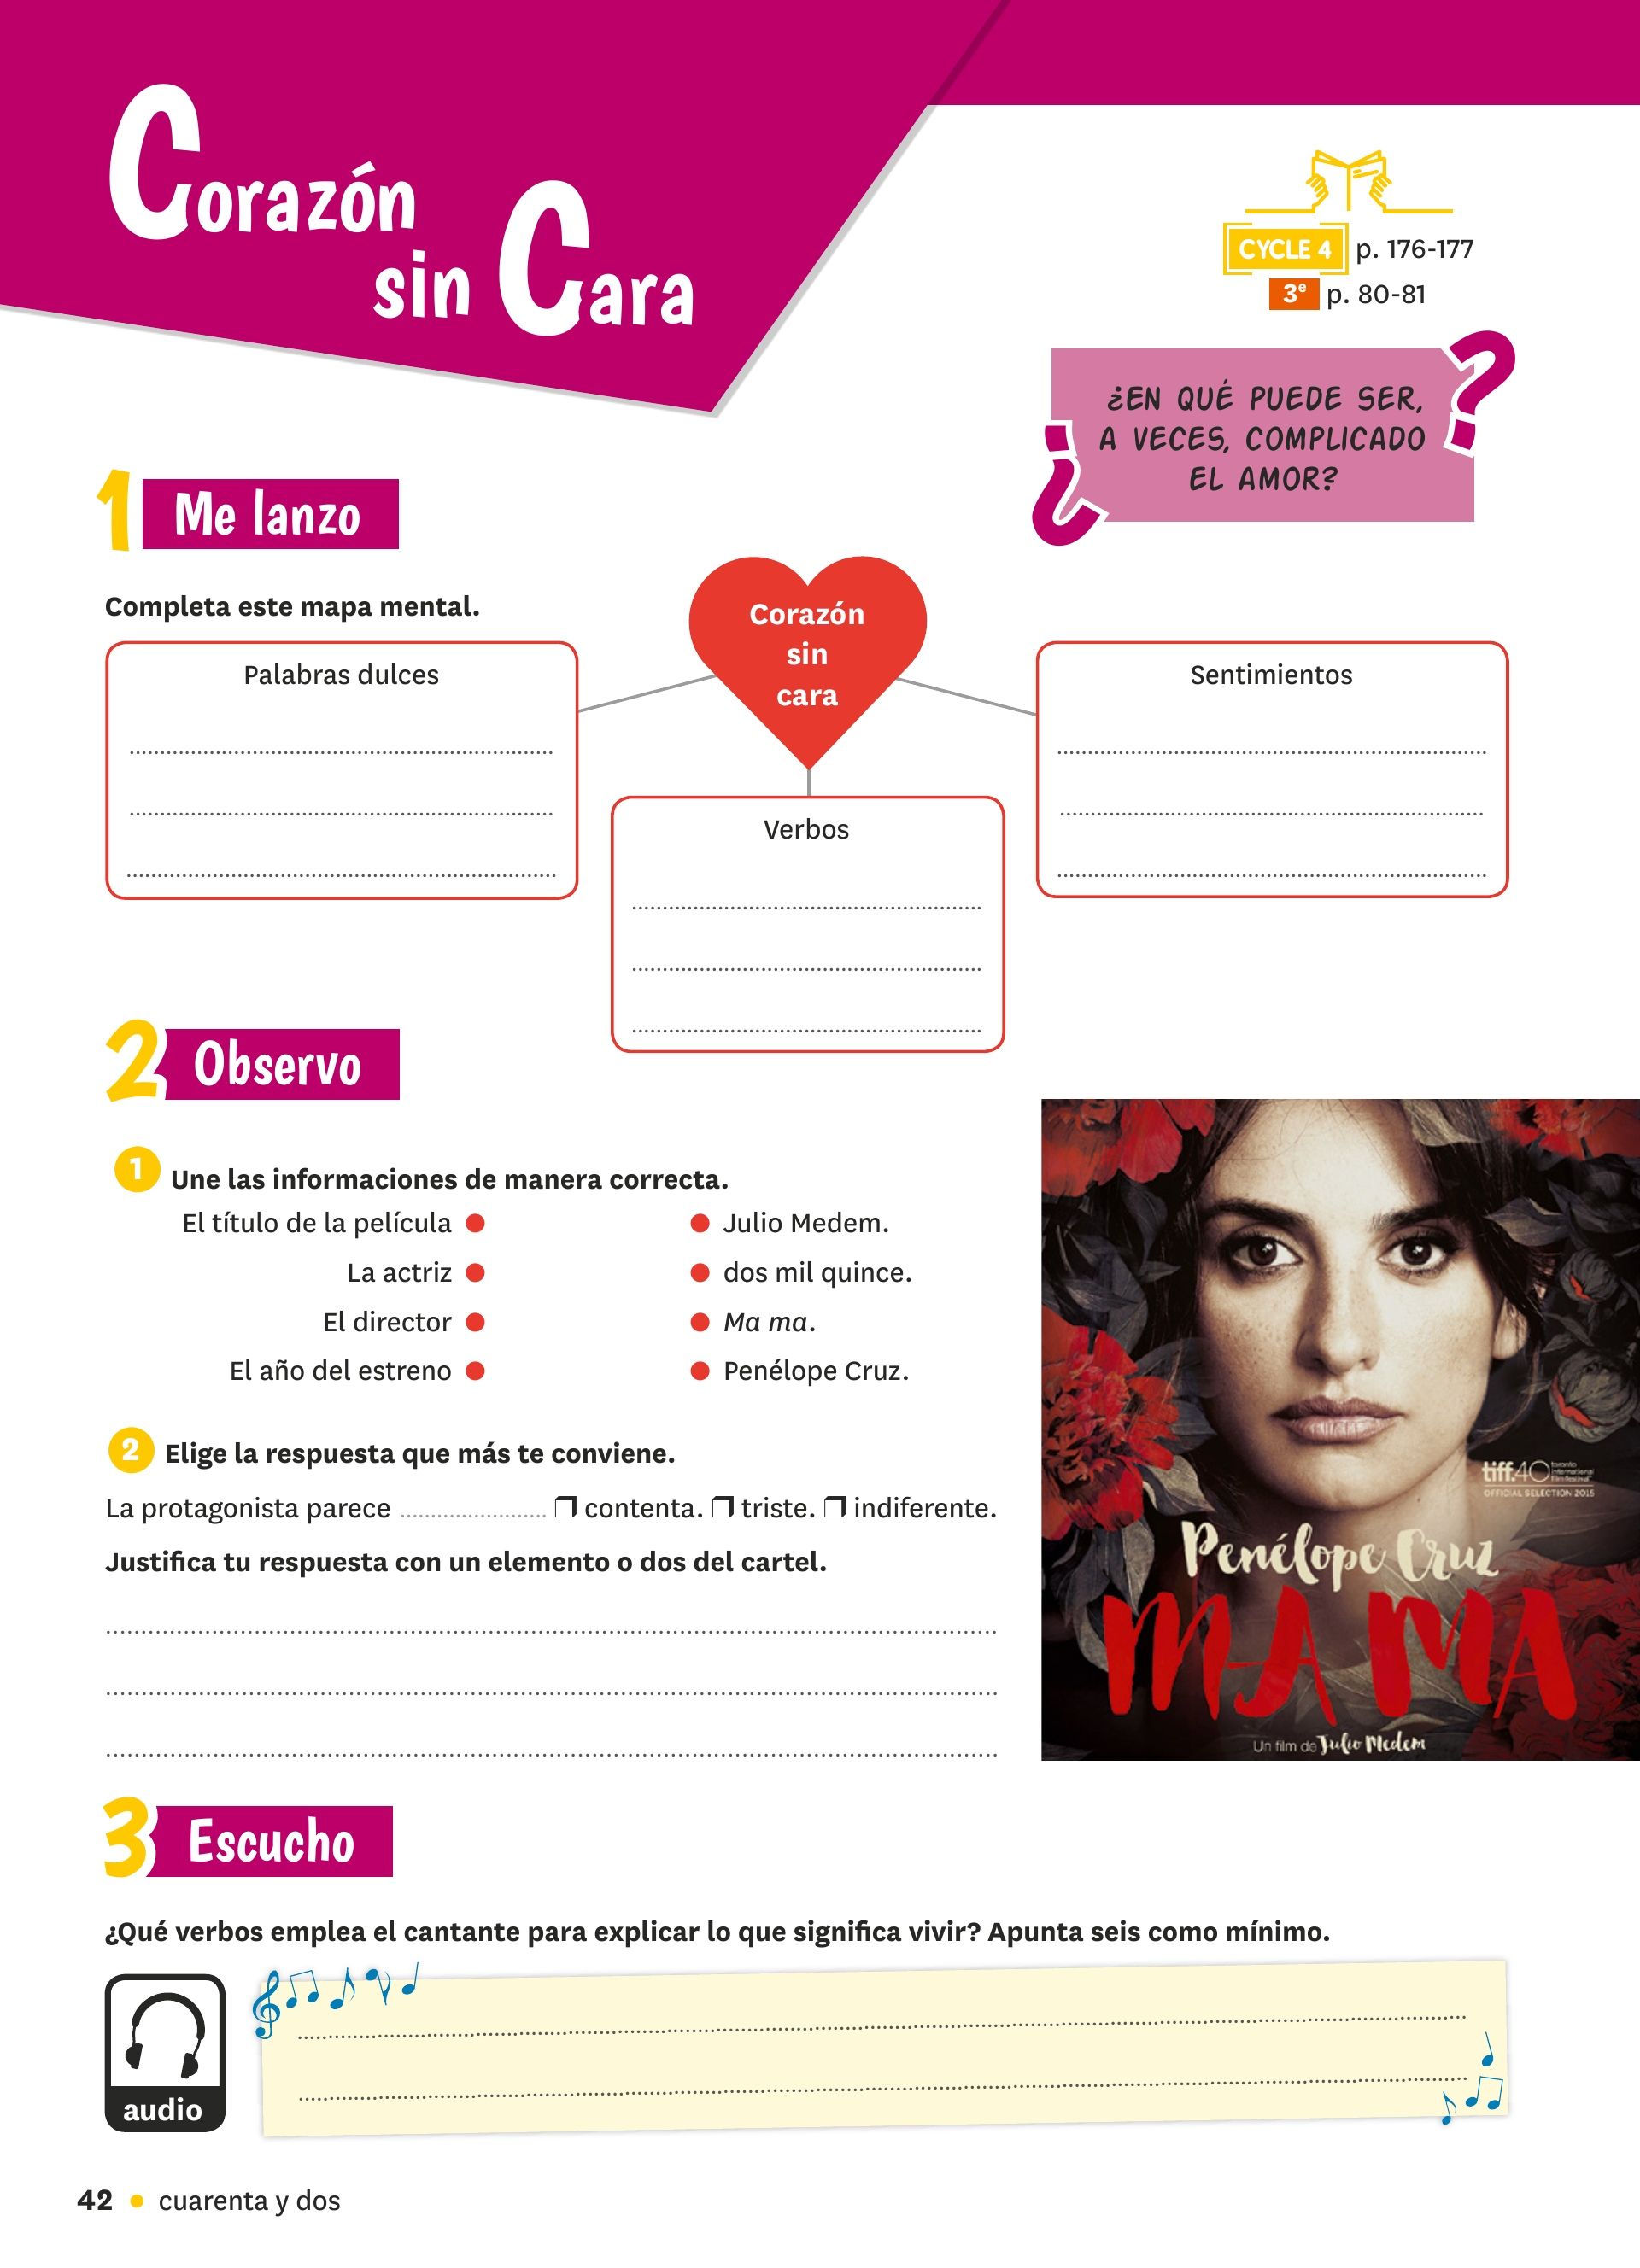 Corazón
sin Cara
CYCLE 4 p. 176-177
3e p. 80-81
¿EN QUÉ PUEDE SER,
A VECES, COMPLICADO
EL AMOR?
1 Me lanzo
Completa este mapa mental.
Corazón
sin
cara
Palabras dulces
Sentimientos
Verbos
2 Observo
1 Une las informaciones de manera correcta.
El título de la película ● ● Julio Medem.
La actriz ● ● dos mil quince.
El director ● ● Ma ma.
El año del estreno ● ● Penélope Cruz.
2 Elige la respuesta que más te conviene.
La protagonista parece ...................... ❒ contenta. ❒ triste. ❒ indiferente.
Justifica tu respuesta con un elemento o dos del cartel.
tiff.40 toronto international film festival
OFFICIAL SELECTION 2015
Penélope Cruz
MA MA
Un film de Julio Medem
3 Escucho
¿Qué verbos emplea el cantante para explicar lo que significa vivir? Apunta seis como mínimo.
audio
42 ● cuarenta y dos